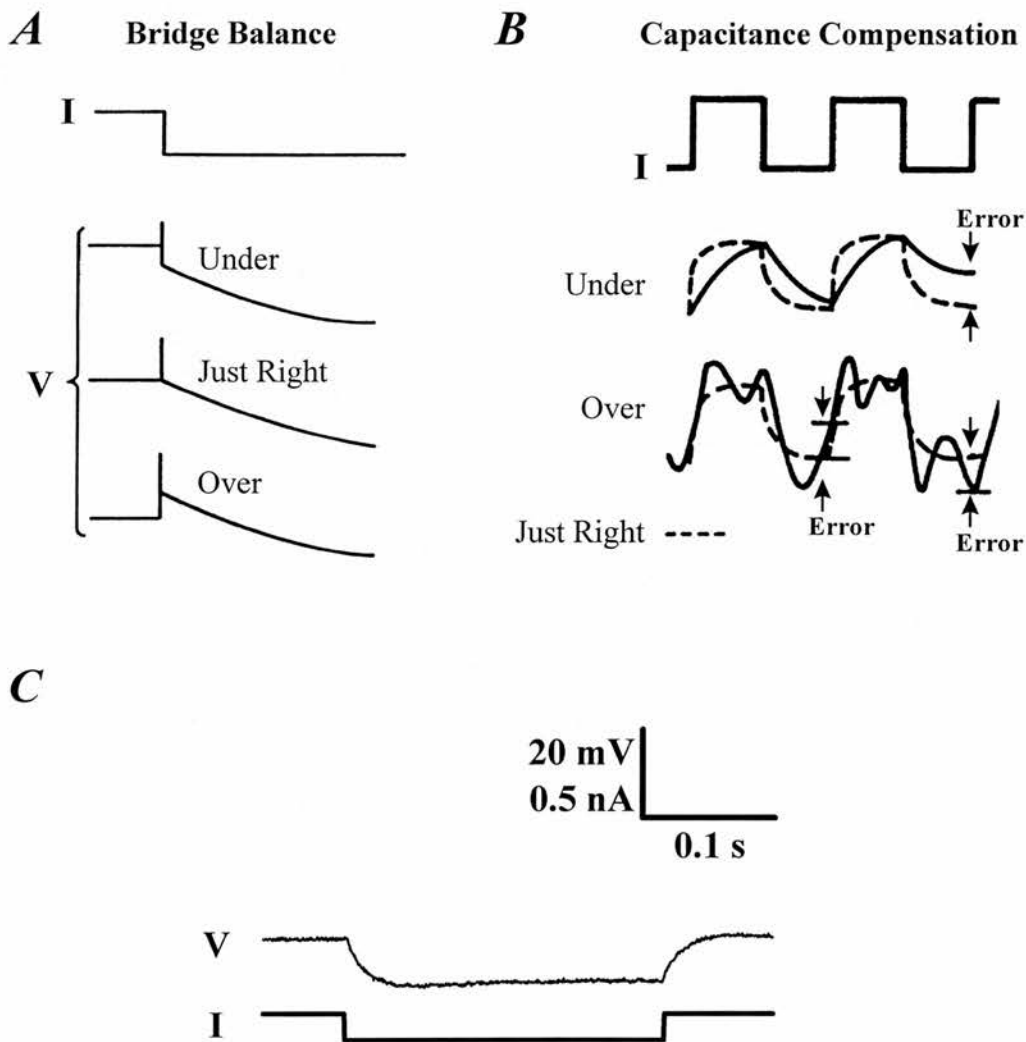 A
Bridge Balance
I
V
Under
Just Right
Over
B
Capacitance Compensation
I
Error
Under
Over
Just Right
Error
Error
C
20 mV
0.5 nA
0.1 s
V
I